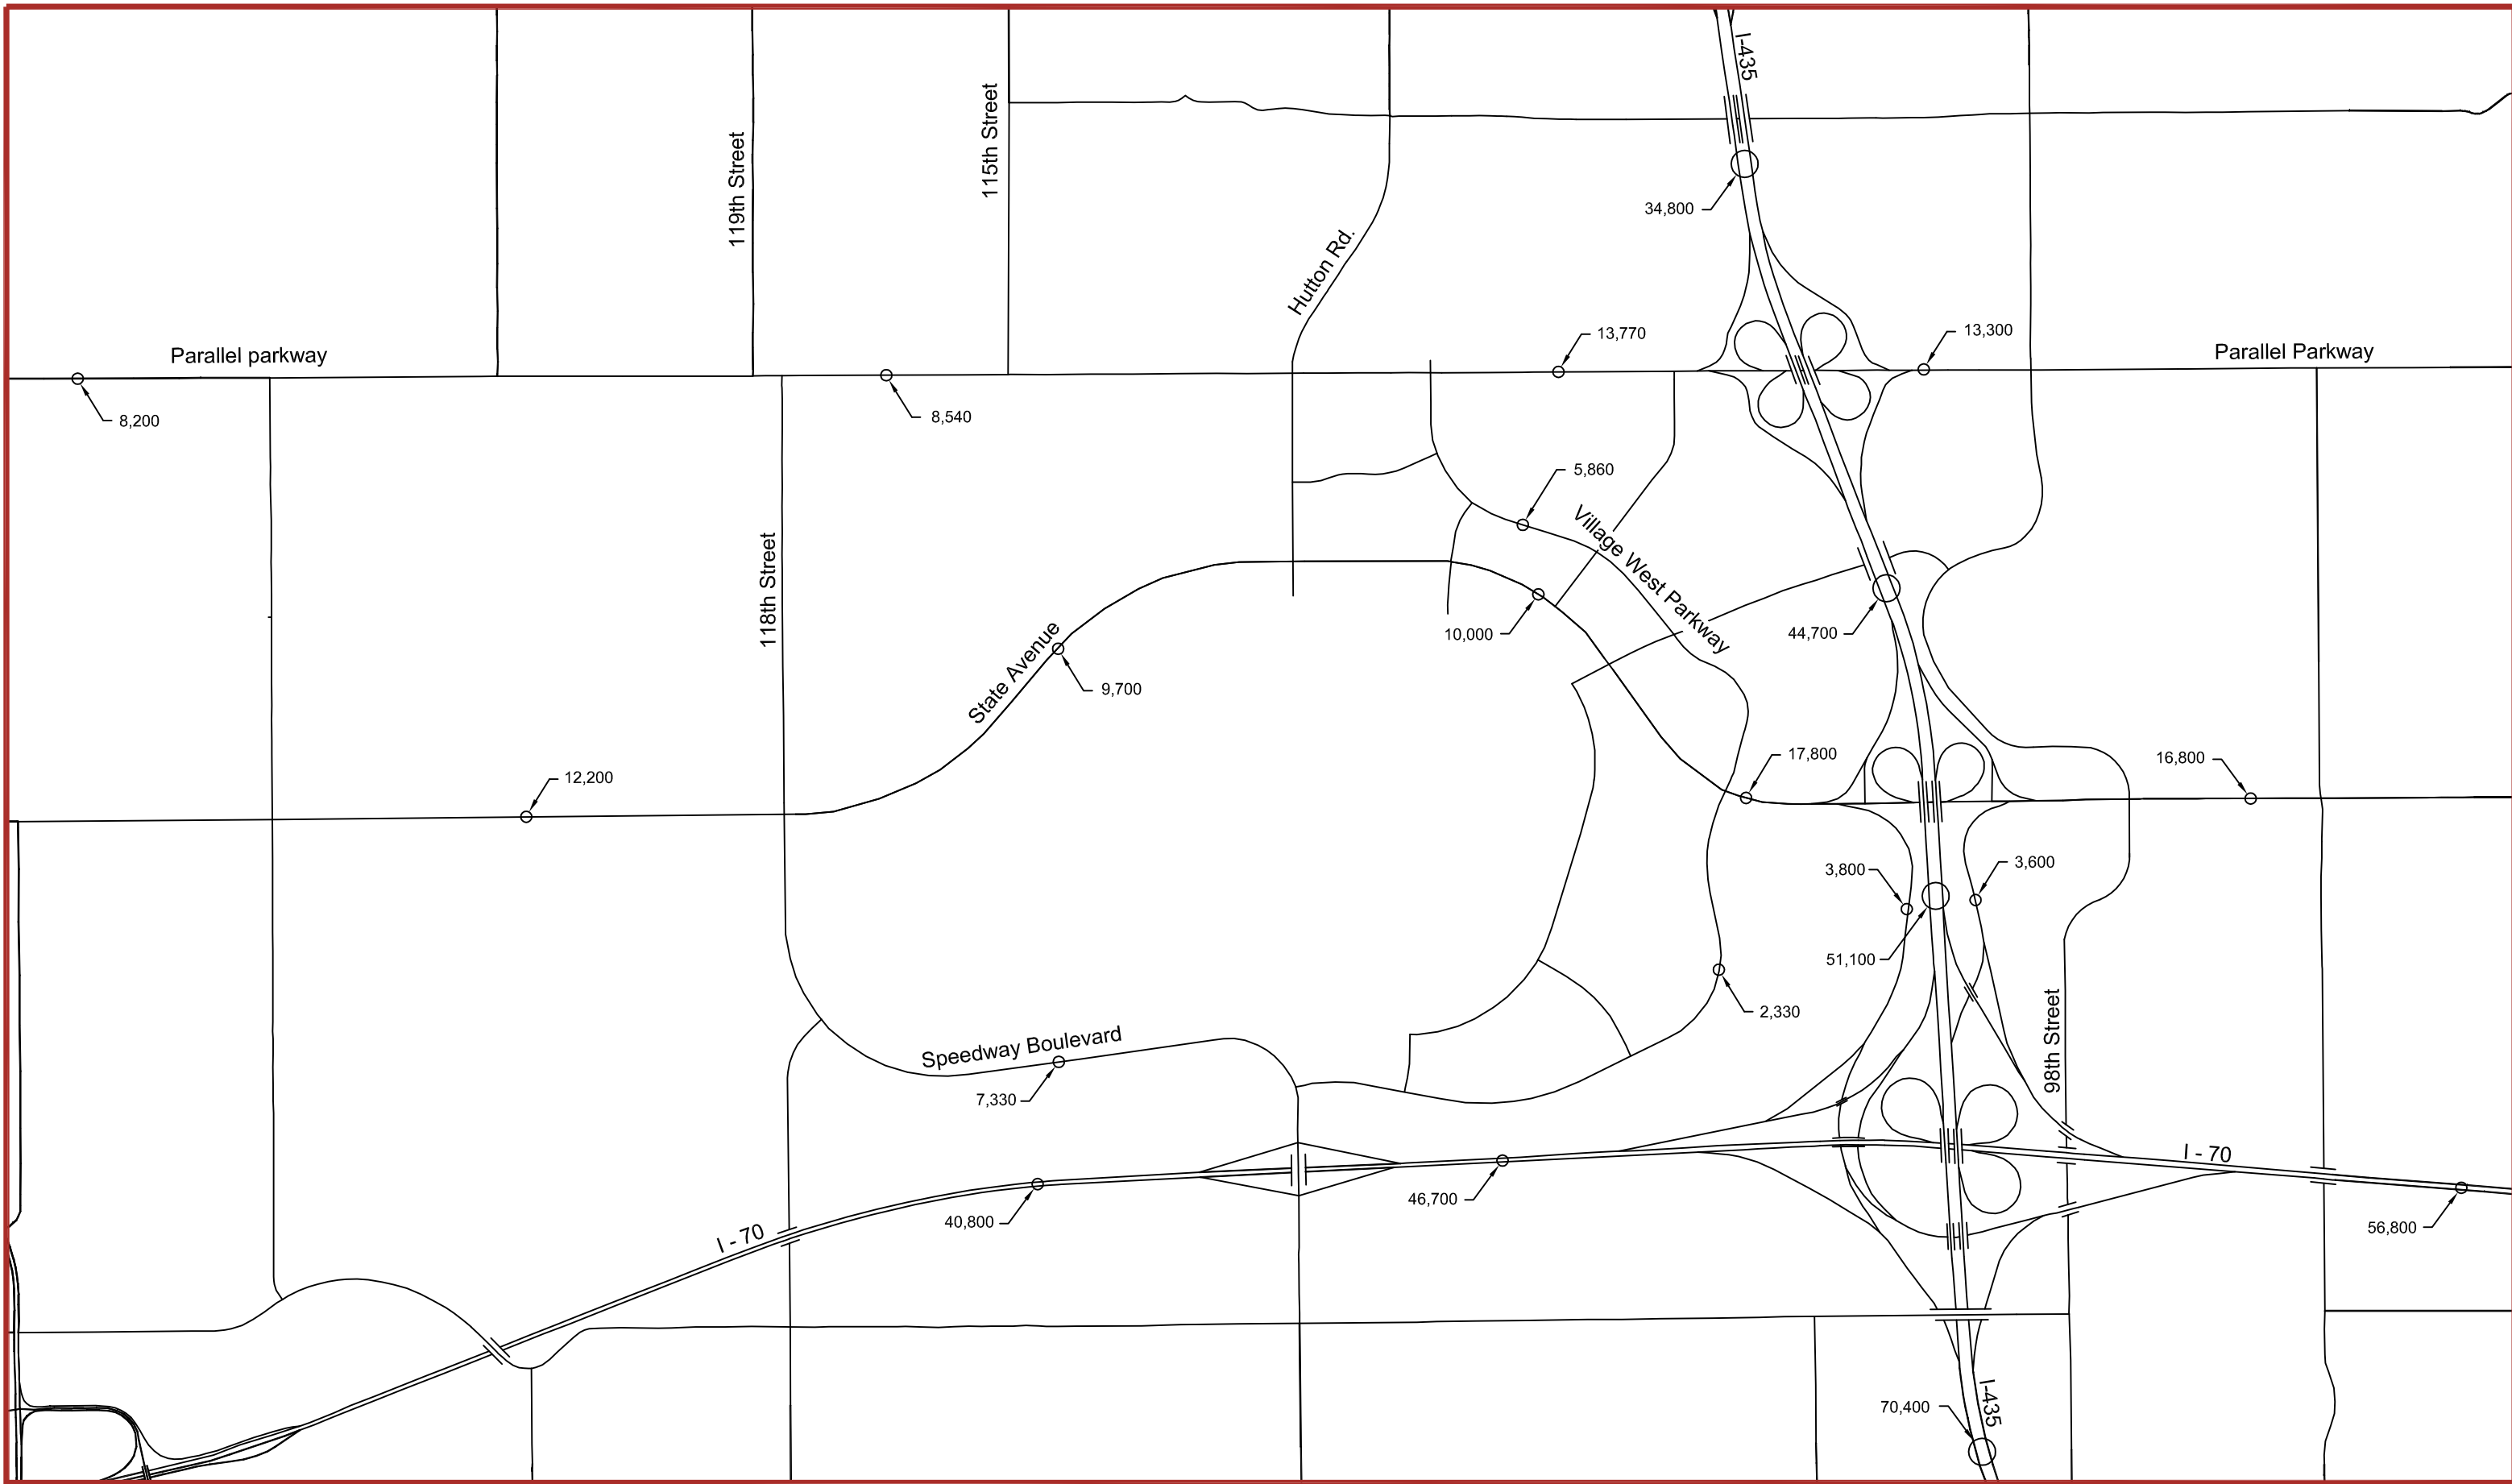 I-435
115th Street
119th Street
34,800
Hutton Rd.
13,770
13,300
Parallel parkway
Parallel Parkway
8,200
8,540
5,860
Village West Parkway
118th Street
10,000
44,700
State Avenue
9,700
17,800
16,800
12,200
3,800
3,600
51,100
2,330
98th Street
Speedway Boulevard
7,330
I - 70
46,700
40,800
I - 70
56,800
I-435
70,400